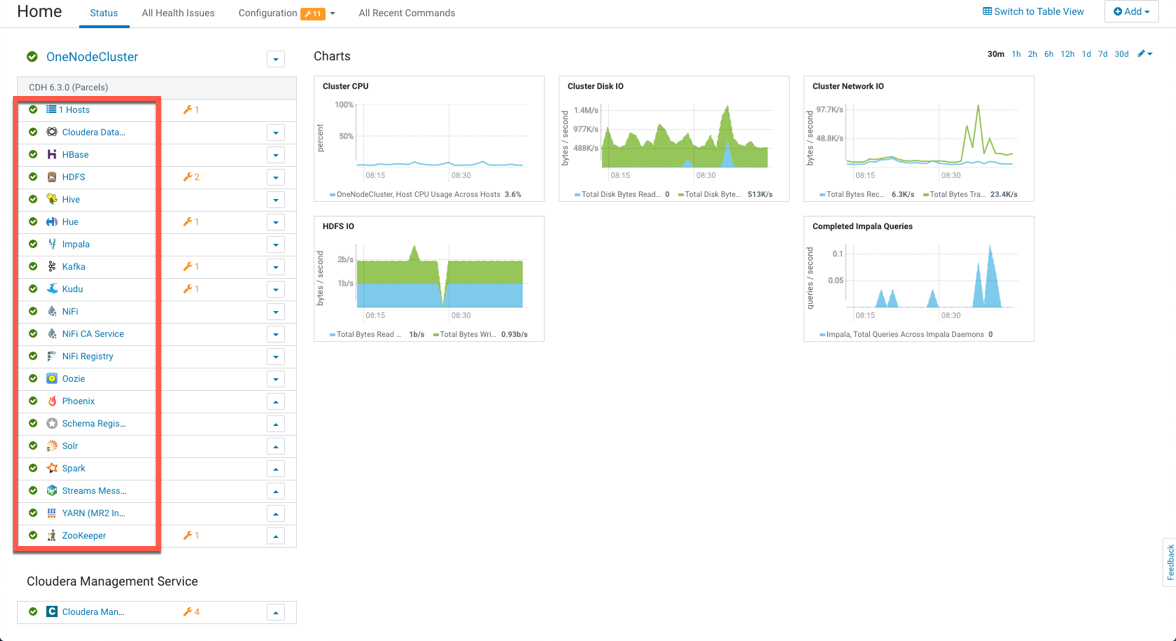 Home Status All Health Issues Configuration 11 All Recent Commands Switch to Table View Add
OneNodeCluster
CDH 6.3.0 (Parcels)
1 Hosts 1
Cloudera Data...
HBase
HDFS 2
Hive
Hue 1
Impala
Kafka 1
Kudu 1
NiFi
NiFi CA Service
NiFi Registry
Oozie
Phoenix
Schema Regis...
Solr
Spark
Streams Mess...
YARN (MR2 In...
ZooKeeper 1
Cloudera Management Service
C Cloudera Man... 4
Charts
30m 1h 2h 6h 12h 1d 7d 30d
Cluster CPU
percent
100%
50%
08:15 08:30
OneNodeCluster, Host CPU Usage Across Hosts 3.6%
Cluster Disk IO
bytes / second
1.4M/s
977K/s
488K/s
08:15 08:30
Total Disk Bytes Read... 0 Total Disk Byte... 513K/s
Cluster Network IO
bytes / second
97.7K/s
48.8K/s
08:15 08:30
Total Bytes Rec... 6.3K/s Total Bytes Tra... 23.4K/s
HDFS IO
bytes / second
2b/s
1b/s
08:15 08:30
Total Bytes Read ... 1b/s Total Bytes Wri... 0.93b/s
Completed Impala Queries
queries / second
0.1
0.05
08:15 08:30
Impala, Total Queries Across Impala Daemons 0
Feedback